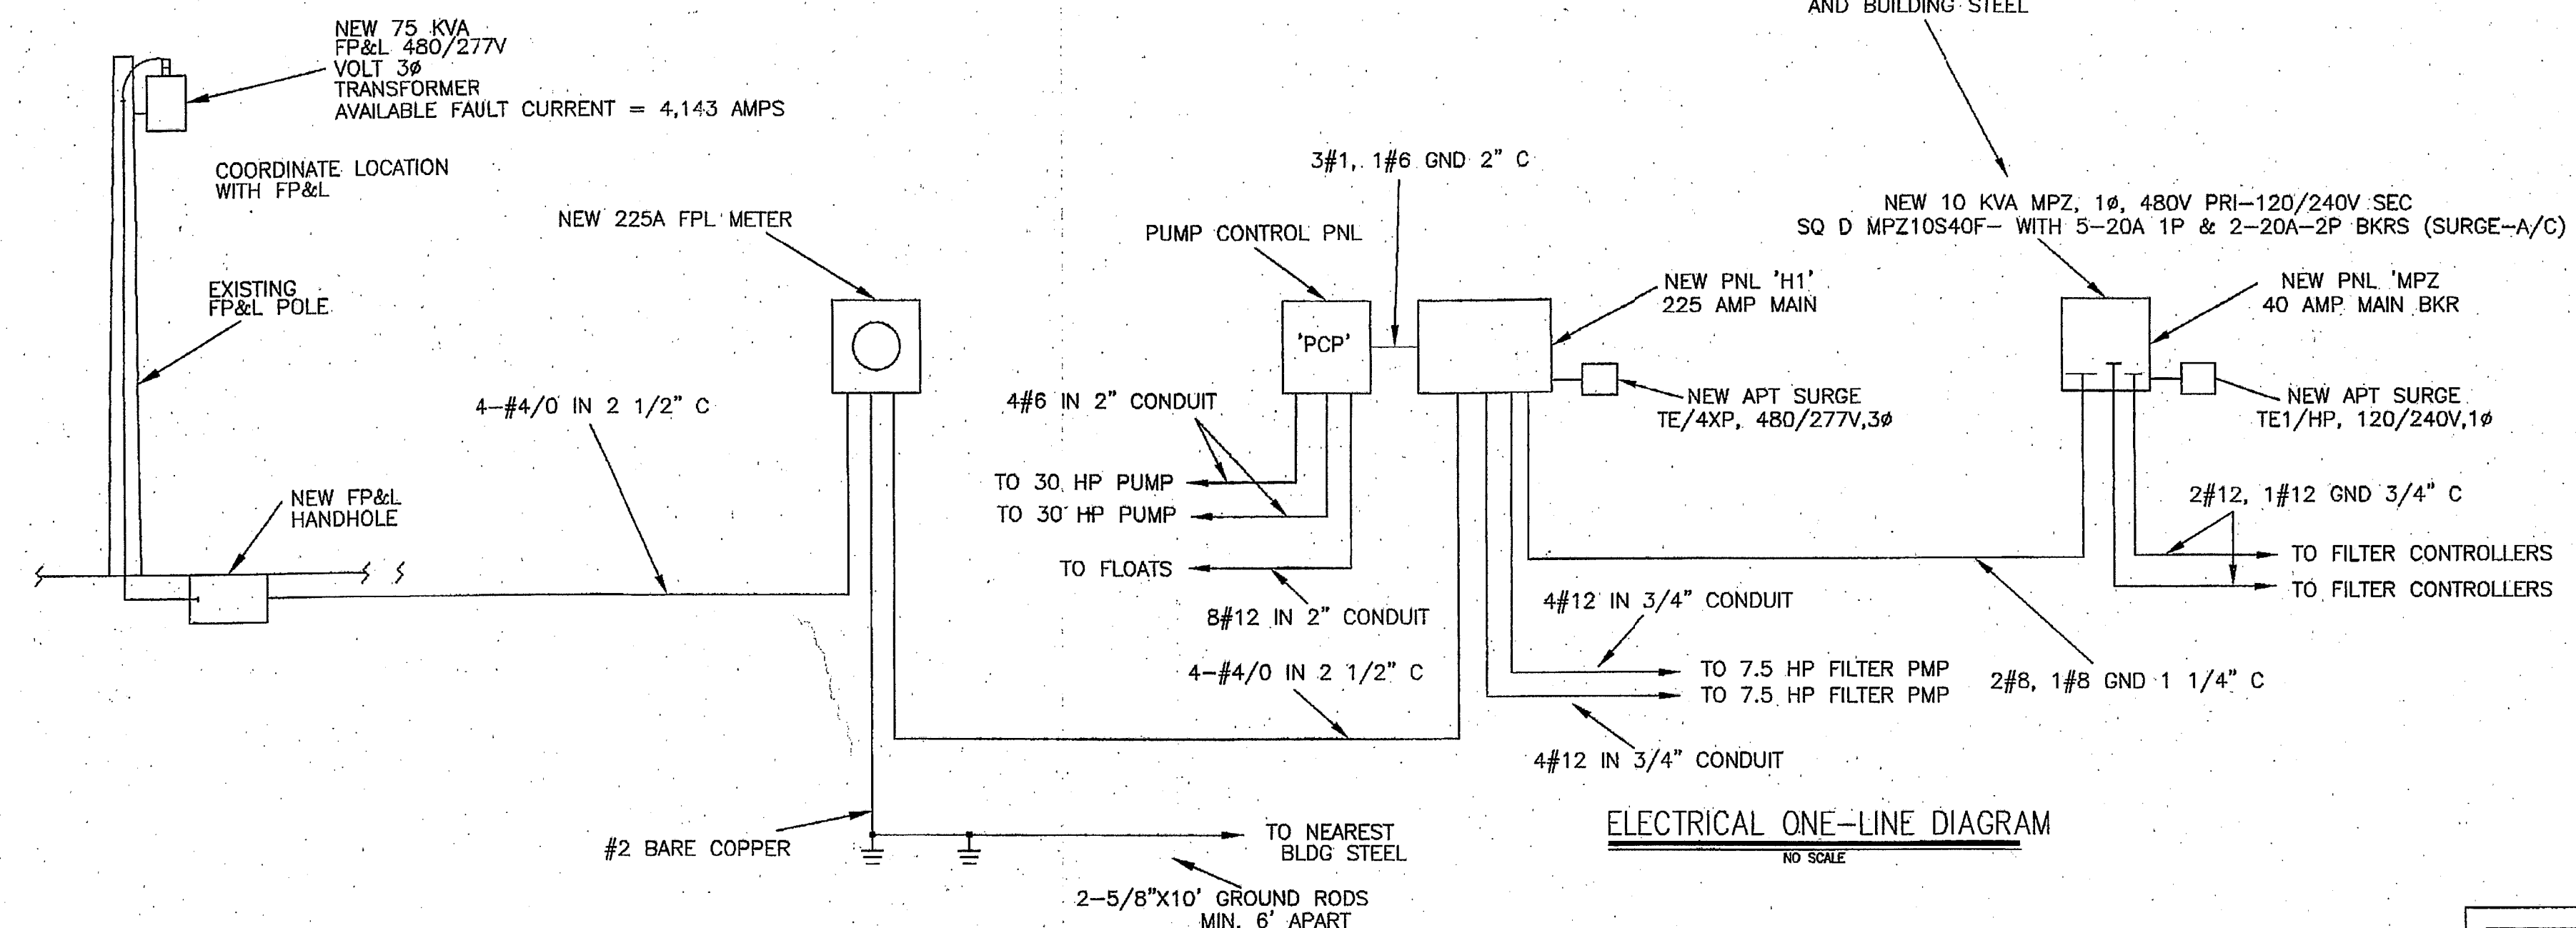 AND BUILDING STEEL
NEW 75 KVA
FP&L 480/277V
VOLT 3ø
TRANSFORMER
AVAILABLE FAULT CURRENT = 4,143 AMPS
COORDINATE LOCATION
WITH FP&L
EXISTING
FP&L POLE
NEW FP&L
HANDHOLE
4-#4/0 IN 2 1/2" C
NEW 225A FPL METER
#2 BARE COPPER
TO NEAREST
BLDG STEEL
2-5/8"X10' GROUND RODS
MIN. 6' APART
3#1, 1#6 GND 2" C
PUMP CONTROL PNL
'PCP'
4#6 IN 2" CONDUIT
TO 30 HP PUMP
TO 30 HP PUMP
TO FLOATS
8#12 IN 2" CONDUIT
4-#4/0 IN 2 1/2" C
NEW PNL 'H1'
225 AMP MAIN
NEW APT SURGE
TE/4XP, 480/277V,3ø
4#12 IN 3/4" CONDUIT
TO 7.5 HP FILTER PMP
TO 7.5 HP FILTER PMP
4#12 IN 3/4" CONDUIT
2#8, 1#8 GND 1 1/4" C
NEW 10 KVA MPZ, 1ø, 480V PRI-120/240V SEC
SQ D MPZ10S40F- WITH 5-20A 1P & 2-20A-2P BKRS (SURGE-A/C)
NEW PNL 'MPZ
40 AMP MAIN BKR
NEW APT SURGE
TE1/HP, 120/240V,1ø
2#12, 1#12 GND 3/4" C
TO FILTER CONTROLLERS
TO FILTER CONTROLLERS
ELECTRICAL ONE-LINE DIAGRAM
NO SCALE